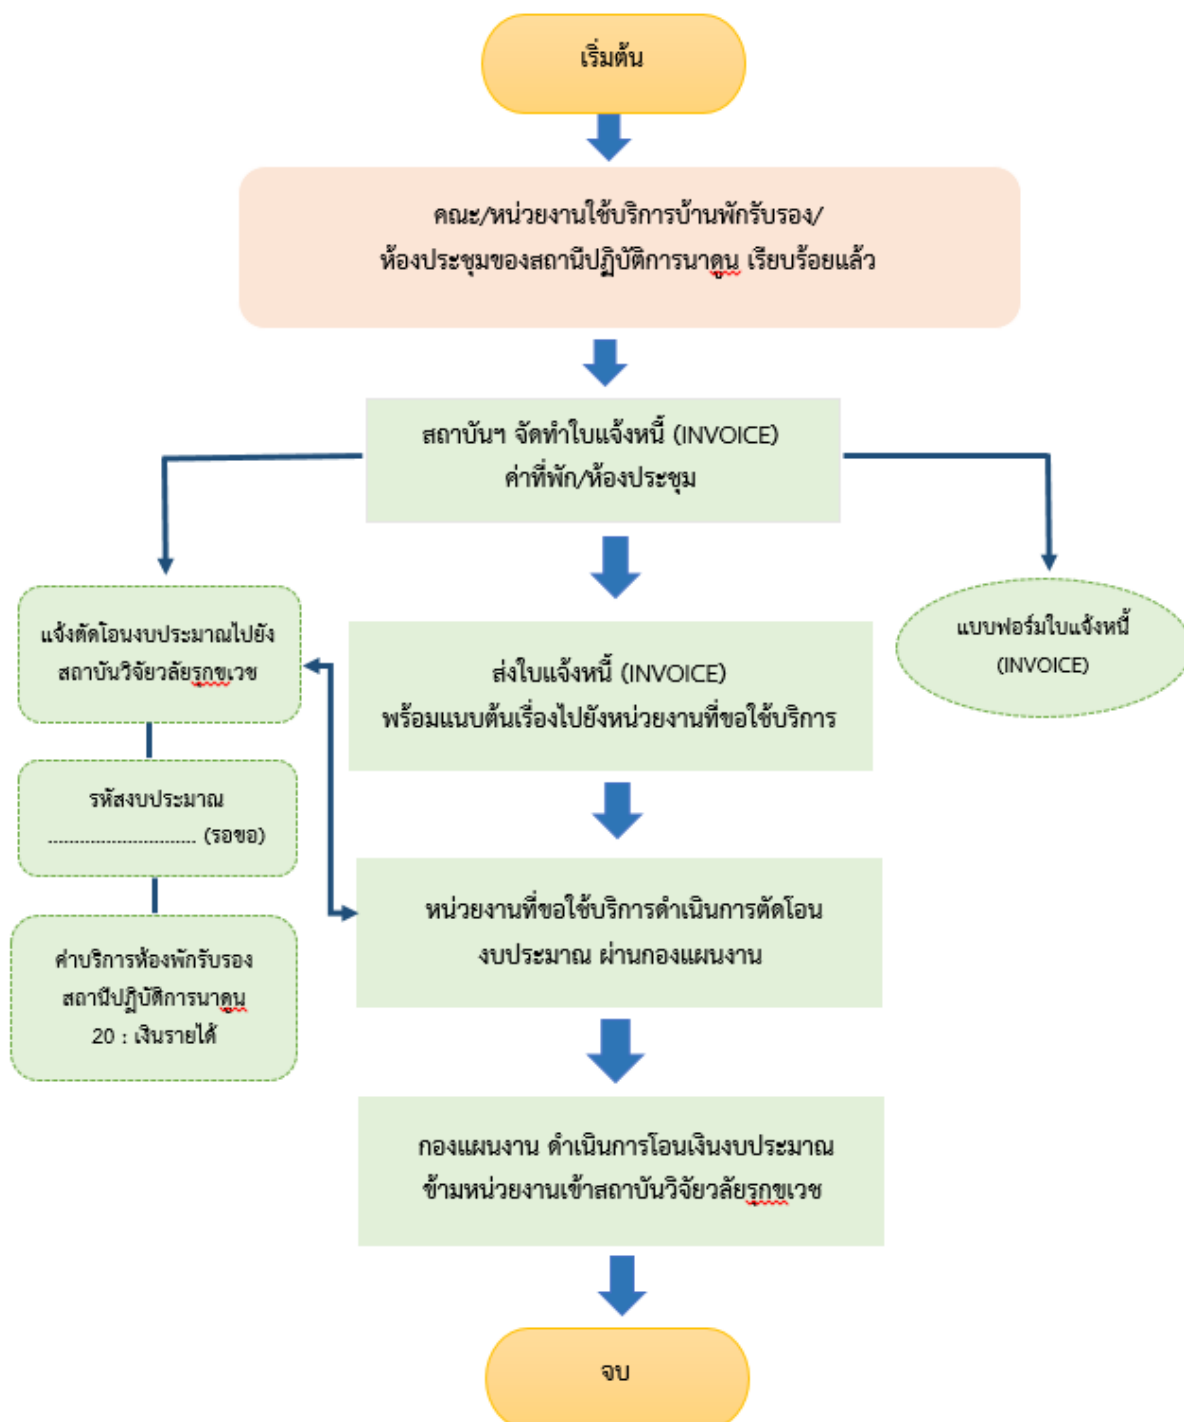 เริ่มต้น
คณะ/หน่วยงานใช้บริการบ้านพักรับรอง/
ห้องประชุมของสถานีปฏิบัติการนาดูน เรียบร้อยแล้ว
สถาบันฯ จัดทำใบแจ้งหนี้ (INVOICE)
ค่าที่พัก/ห้องประชุม
แจ้งตัดโอนงบประมาณไปยัง
สถาบันวิจัยวลัยรุกขเวช
แบบฟอร์มใบแจ้งหนี้
(INVOICE)
ส่งใบแจ้งหนี้ (INVOICE)
พร้อมแนบต้นเรื่องไปยังหน่วยงานที่ขอใช้บริการ
รหัสงบประมาณ
................................ (รอขอ)
หน่วยงานที่ขอใช้บริการดำเนินการตัดโอน
งบประมาณ ผ่านกองแผนงาน
ค่าบริการห้องพักรับรอง
สถานีปฏิบัติการนาดูน
20 : เงินรายได้
กองแผนงาน ดำเนินการโอนเงินงบประมาณ
ข้ามหน่วยงานเข้าสถาบันวิจัยวลัยรุกขเวช
จบ